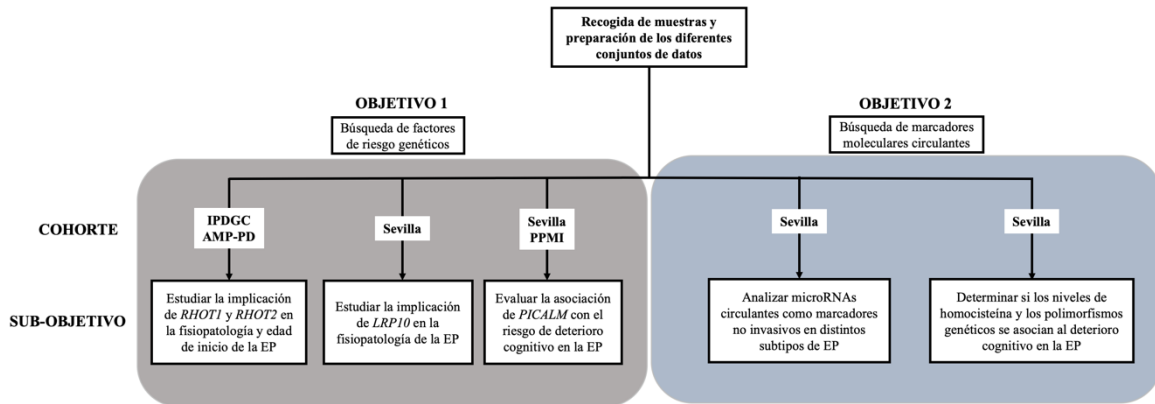 Recogida de muestras y
preparación de los diferentes
conjuntos de datos
OBJETIVO 1
Búsqueda de factores
de riesgo genéticos
OBJETIVO 2
Búsqueda de marcadores
moleculares circulantes
COHORTE
IPDGC
AMP-PD
Sevilla
Sevilla
PPMI
Sevilla
Sevilla
SUB-OBJETIVO
Estudiar la implicación
de RHOT1 y RHOT2 en
la fisiopatología y edad
de inicio de la EP
Estudiar la implicación
de LRP10 en la
fisiopatología de la EP
Evaluar la asociación
de PICALM con el
riesgo de deterioro
cognitivo en la EP
Analizar microRNAs
circulantes como marcadores
no invasivos en distintos
subtipos de EP
Determinar si los niveles de
homocisteína y los polimorfismos
genéticos se asocian al deterioro
cognitivo en la EP